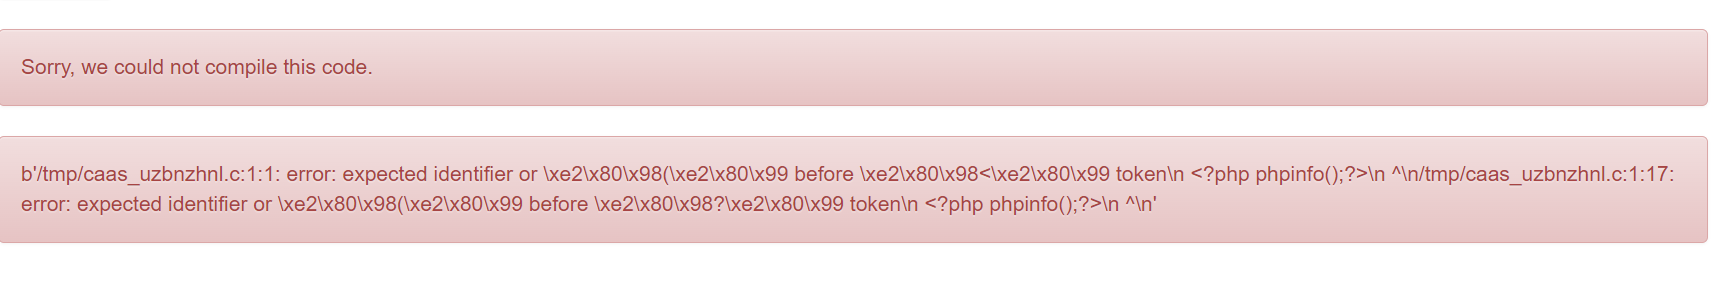 Sorry, we could not compile this code.
b'/tmp/caas_uzbnzhnl.c:1:1: error: expected identifier or \xe2\x80\x98(\xe2\x80\x99 before \xe2\x80\x98<\xe2\x80\x99 token\n <?php phpinfo();?>\n ^\n/tmp/caas_uzbnzhnl.c:1:17:
error: expected identifier or \xe2\x80\x98(\xe2\x80\x99 before \xe2\x80\x98?\xe2\x80\x99 token\n <?php phpinfo();?>\n ^\n'